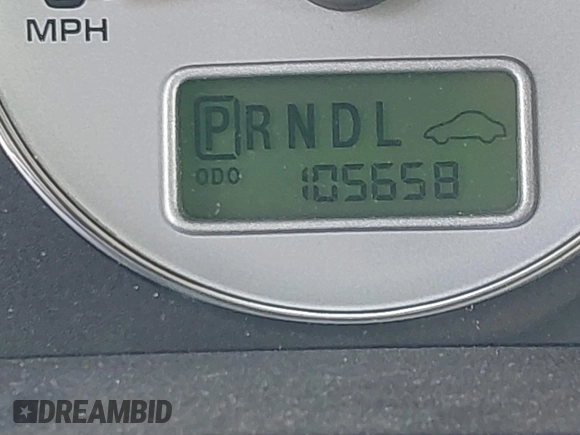 MPH
PRNDL
ODO 105658
DREAMBID